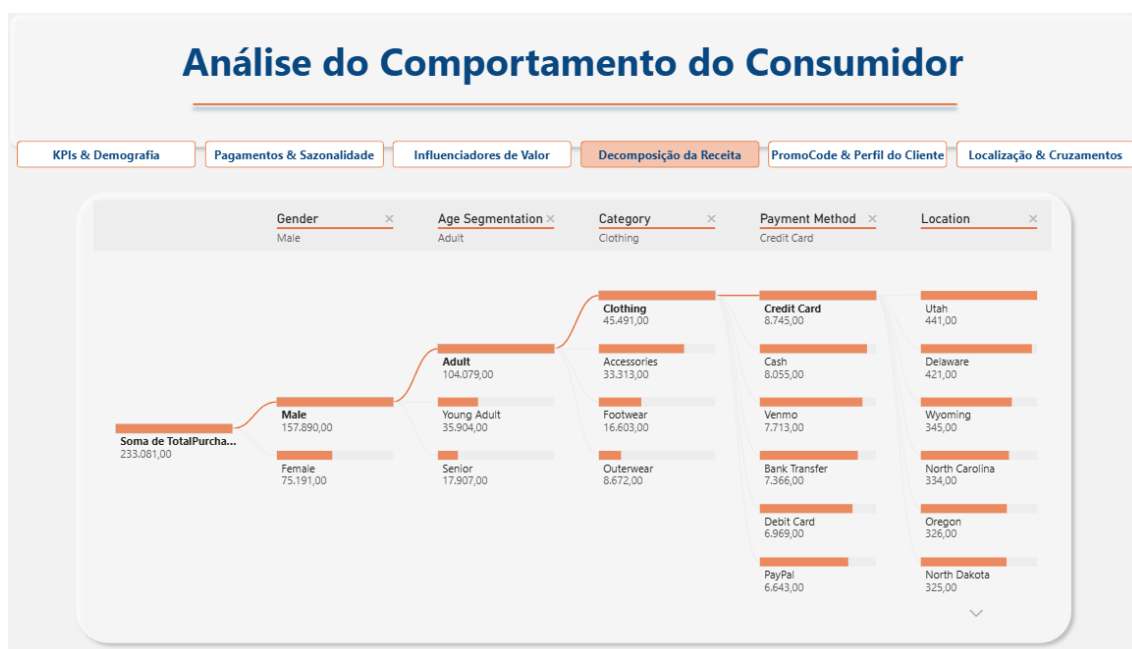 Análise do Comportamento do Consumidor
KPIs & Demografia
Pagamentos & Sazonalidade
Influenciadores de Valor
Decomposição da Receita
PromoCode & Perfil do Cliente
Localização & Cruzamentos
Gender
Male
Age Segmentation
Adult
Category
Clothing
Payment Method
Credit Card
Location
Soma de TotalPurcha...
233.081,00
Male
157.890,00
Female
75.191,00
Adult
104.079,00
Young Adult
35.904,00
Senior
17.907,00
Clothing
45.491,00
Accessories
33.313,00
Footwear
16.603,00
Outerwear
8.672,00
Credit Card
8.745,00
Cash
8.055,00
Venmo
7.713,00
Bank Transfer
7.366,00
Debit Card
6.969,00
PayPal
6.643,00
Utah
441,00
Delaware
421,00
Wyoming
345,00
North Carolina
334,00
Oregon
326,00
North Dakota
325,00